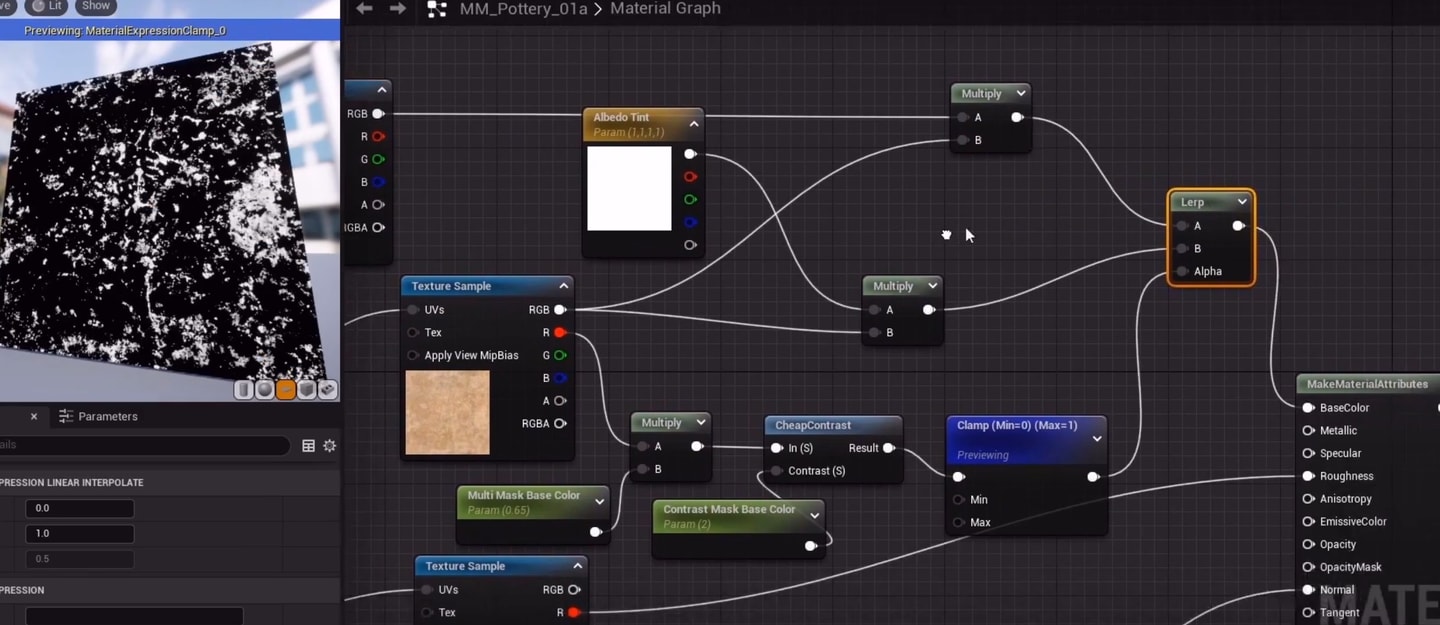 ve
Lit
Show
MM_Pottery_01a > Material Graph
Previewing: MaterialExpressionClamp_0
RGB
R
G
B
A
RGBA
Albedo Tint
Param (1,1,1,1)
Multiply
A
B
Lerp
A
B
Alpha
Texture Sample
UVs
RGB
Tex
R
Apply View MipBias
G
B
A
RGBA
Multiply
A
B
MakeMaterialAttributes
BaseColor
Metallic
Specular
Roughness
Anisotropy
EmissiveColor
Opacity
OpacityMask
Normal
Tangent
Multiply
A
B
CheapContrast
In (S)
Result
Contrast (S)
Clamp (Min=0) (Max=1)
Previewing
Min
Max
Multi Mask Base Color
Param (0.65)
Contrast Mask Base Color
Param (2)
Texture Sample
UVs
RGB
Tex
R
Parameters
ails
PRESSION LINEAR INTERPOLATE
0.0
1.0
0.5
PRESSION
MATE